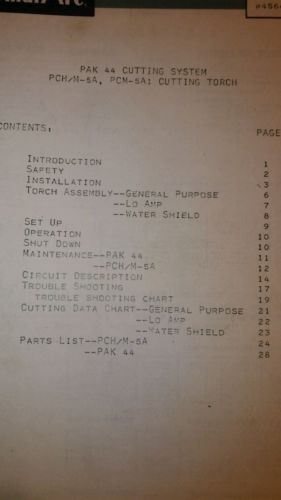 #456
PAK 44 CUTTING SYSTEM
PCH/M-5A, PCM-5A: CUTTING TORCH
CONTENTS: PAGE
INTRODUCTION 1
SAFETY 2
INSTALLATION 3
TORCH ASSEMBLY--GENERAL PURPOSE 6
--LO AMP 7
--WATER SHIELD 8
SET UP 9
OPERATION 10
SHUT DOWN 10
MAINTENANCE--PAK 44 11
--PCH/M-5A 12
CIRCUIT DESCRIPTION 14
TROUBLE SHOOTING 17
TROUBLE SHOOTING CHART 19
CUTTING DATA CHART--GENERAL PURPOSE 21
--LO AMP 22
--WATER SHIELD 23
PARTS LIST--PCH/M-5A 24
--PAK 44 28